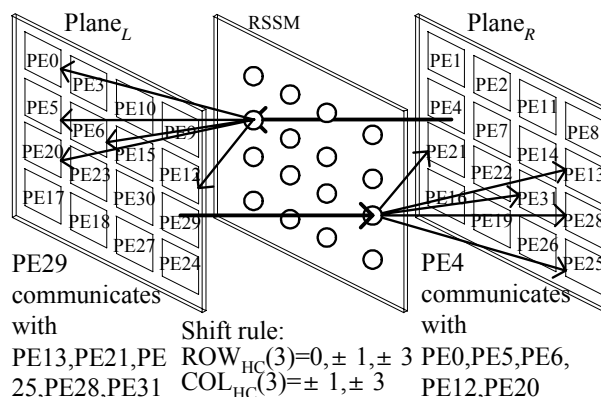 Plane_L RSSM Plane_R
PE0 PE3 PE10 PE9
PE5 PE6 PE15 PE12
PE20 PE23 PE30 PE29
PE17 PE18 PE27 PE24
PE1 PE2 PE11 PE8
PE4 PE7 PE14 PE13
PE21 PE22 PE31 PE28
PE16 PE19 PE26 PE25
PE29
communicates
with
PE13,PE21,PE
25,PE28,PE31
Shift rule:
ROW_HC(3)=0,± 1,± 3
COL_HC(3)=± 1,± 3
PE4
communicates
with
PE0,PE5,PE6,
PE12,PE20